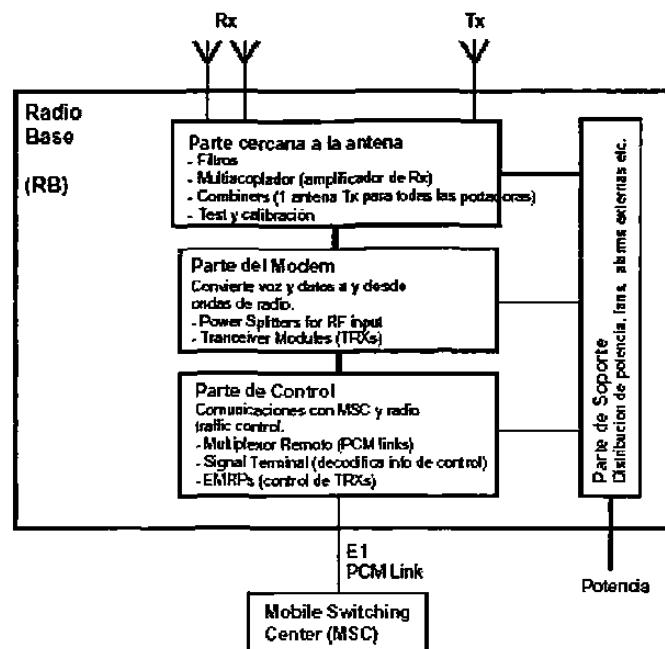 Rx
Tx
Radio
Base
(RB)
Parte cercana a la antena
- Filtros
- Multiacoplador (amplificador de Rx)
- Combiners (1 antena Tx para todas las portadoras)
- Test y calibración
Parte del Modem
Convierte voz y datos a y desde
ondas de radio.
- Power Splitters for RF input
- Tranceiver Modules (TRXs)
Parte de Control
Comunicaciones con MSC y radio
traffic control.
- Multiplexor Remoto (PCM links)
- Signal Terminal (decodifica info de control)
- EMRPs (control de TRXs)
Parte de Soporte
Distribucion de potencia, fans, alarms externas etc.
E1
PCM Link
Potencia
Mobile Switching
Center (MSC)